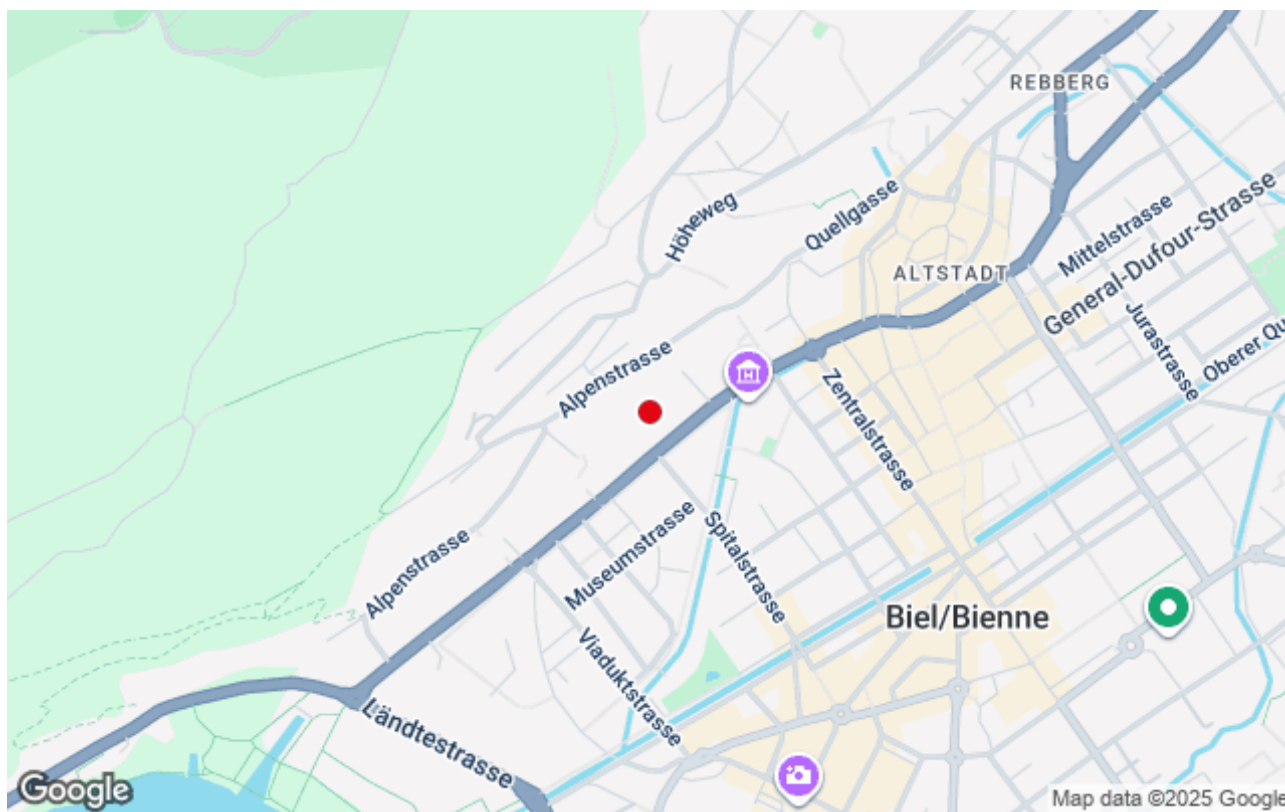 REBBERG
Höheweg
Quellgasse
ALTSTADT
Mittelstrasse
General-Dufour-Strasse
Jurastrasse
Oberer Qu
Alpenstrasse
H
Zentralstrasse
Museumstrasse
Spitalstrasse
Alpenstrasse
Biel/Bienne
Viaduktstrasse
Ländtestrasse
Google
Map data ©2025 Google